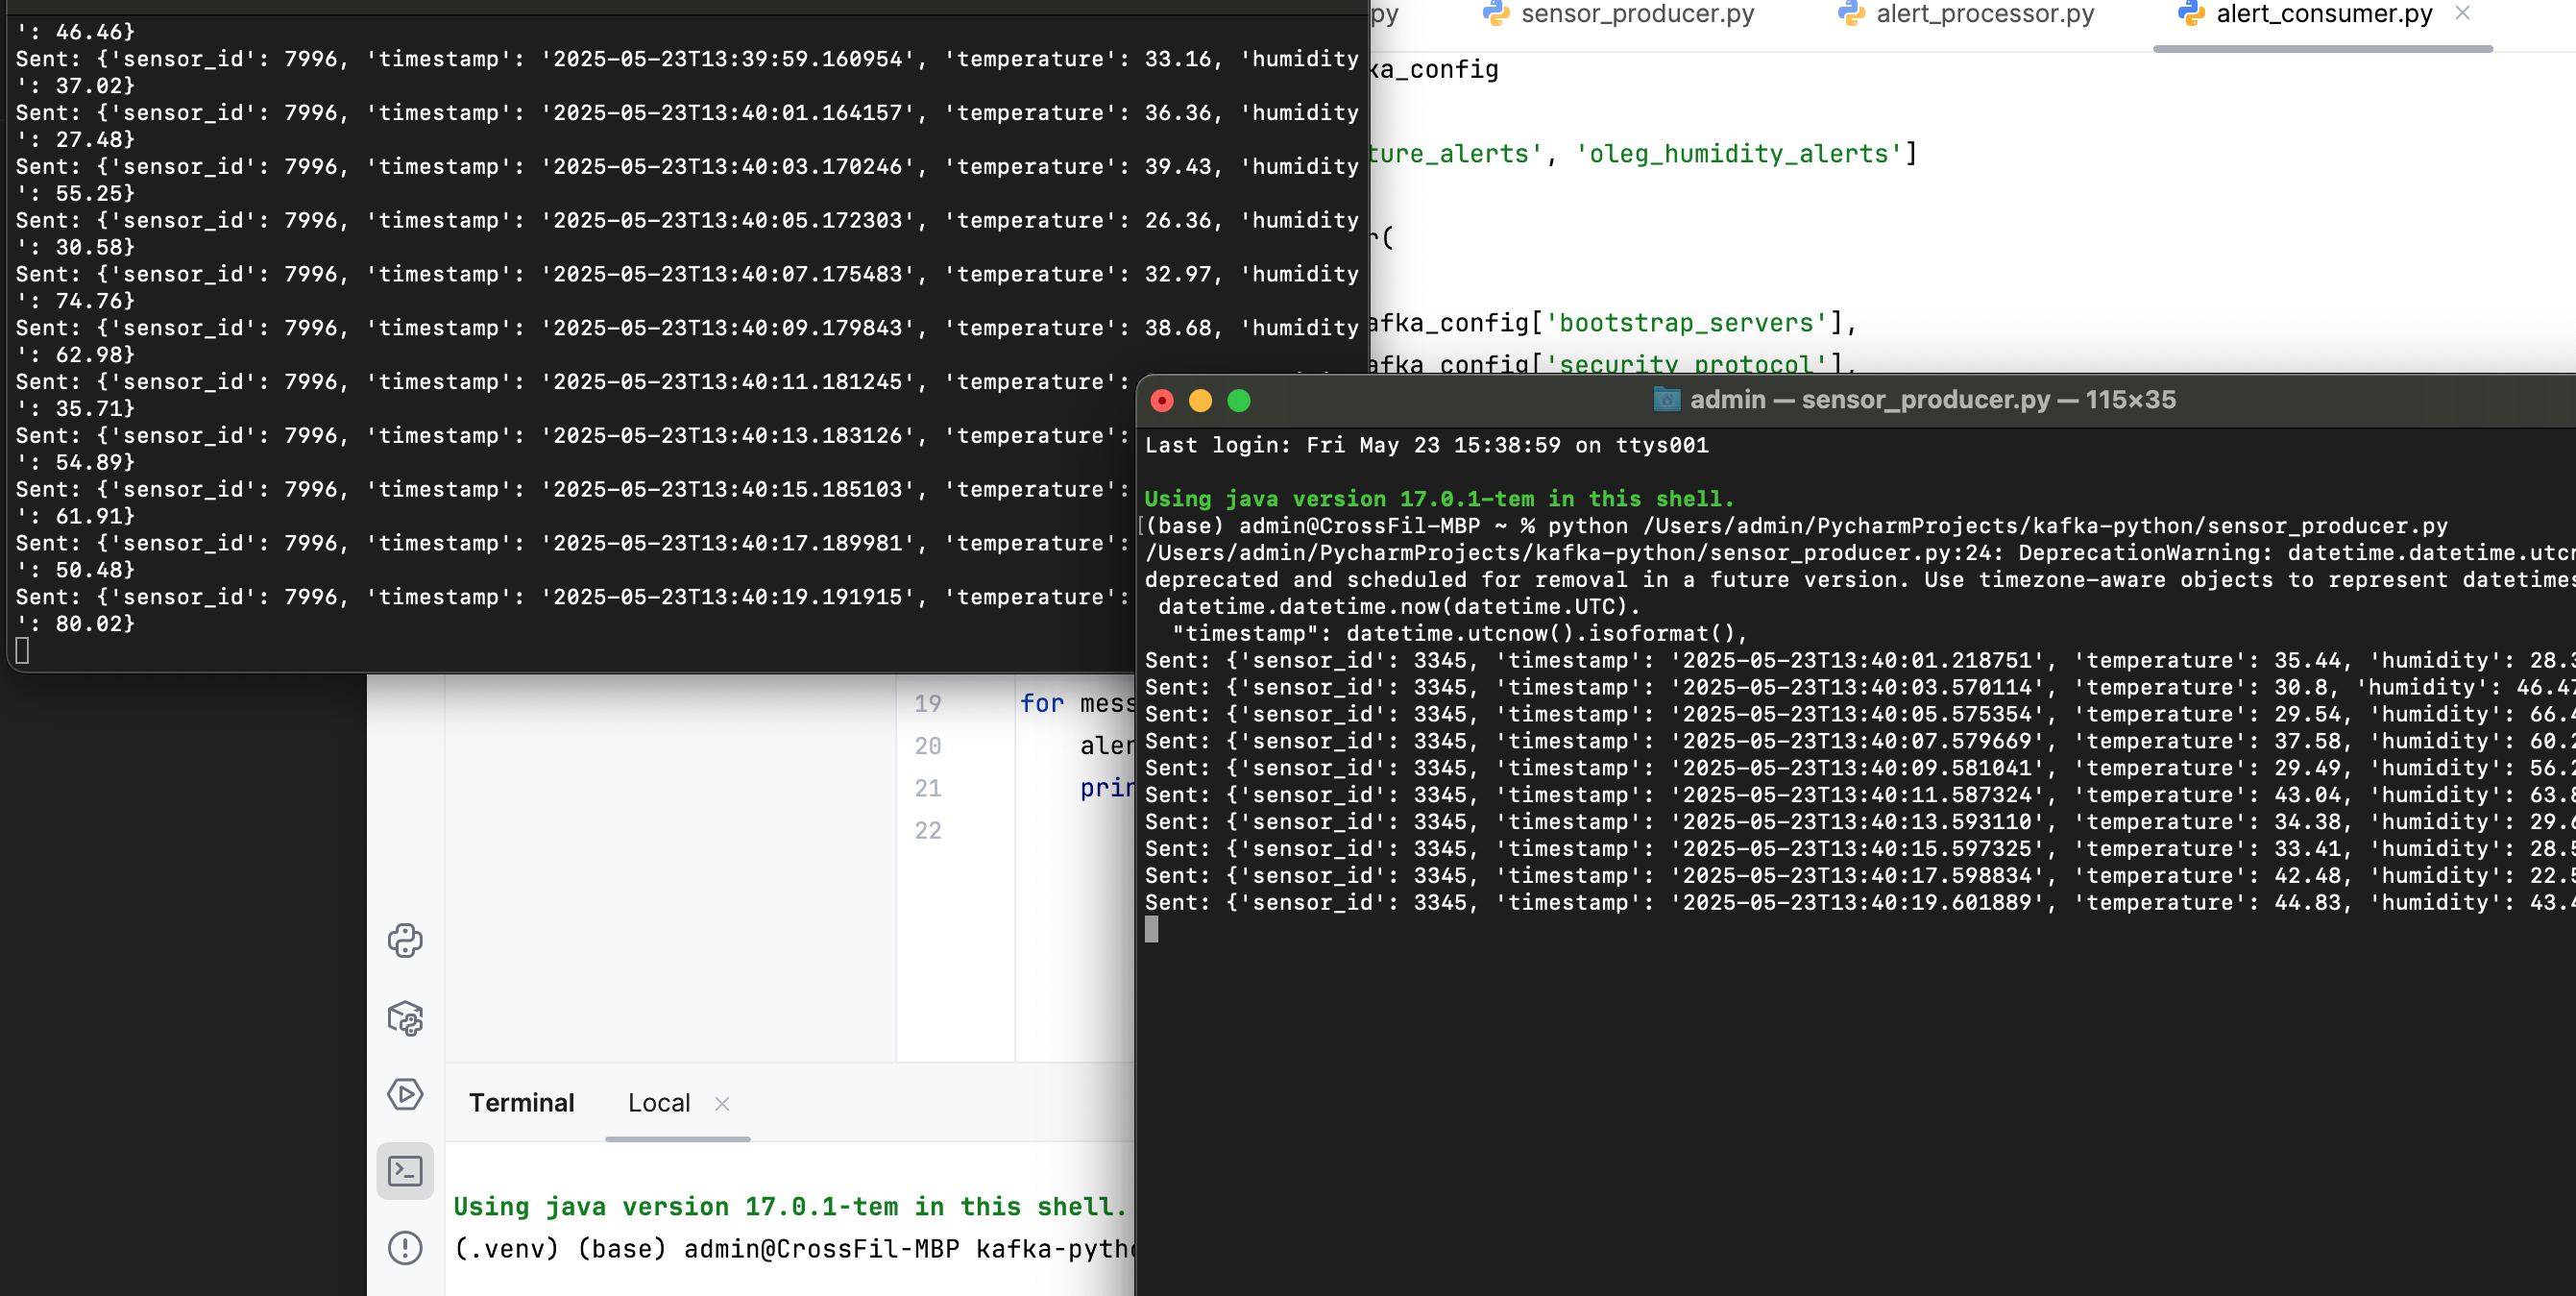 ': 46.46}
Sent: {'sensor_id': 7996, 'timestamp': '2025-05-23T13:39:59.160954', 'temperature': 33.16, 'humidity
': 37.02}
Sent: {'sensor_id': 7996, 'timestamp': '2025-05-23T13:40:01.164157', 'temperature': 36.36, 'humidity
': 27.48}
Sent: {'sensor_id': 7996, 'timestamp': '2025-05-23T13:40:03.170246', 'temperature': 39.43, 'humidity
': 55.25}
Sent: {'sensor_id': 7996, 'timestamp': '2025-05-23T13:40:05.172303', 'temperature': 26.36, 'humidity
': 30.58}
Sent: {'sensor_id': 7996, 'timestamp': '2025-05-23T13:40:07.175483', 'temperature': 32.97, 'humidity
': 74.76}
Sent: {'sensor_id': 7996, 'timestamp': '2025-05-23T13:40:09.179843', 'temperature': 38.68, 'humidity
': 62.98}
Sent: {'sensor_id': 7996, 'timestamp': '2025-05-23T13:40:11.181245', 'temperature':
': 35.71}
Sent: {'sensor_id': 7996, 'timestamp': '2025-05-23T13:40:13.183126', 'temperature':
': 54.89}
Sent: {'sensor_id': 7996, 'timestamp': '2025-05-23T13:40:15.185103', 'temperature':
': 61.91}
Sent: {'sensor_id': 7996, 'timestamp': '2025-05-23T13:40:17.189981', 'temperature':
': 50.48}
Sent: {'sensor_id': 7996, 'timestamp': '2025-05-23T13:40:19.191915', 'temperature':
': 80.02}
py sensor_producer.py alert_processor.py alert_consumer.py
ka_config
ture_alerts', 'oleg_humidity_alerts']
r(
afka_config['bootstrap_servers'],
afka_config['security_protocol'],
admin — sensor_producer.py — 115×35
Last login: Fri May 23 15:38:59 on ttys001
Using java version 17.0.1-tem in this shell.
(base) admin@CrossFil-MBP ~ % python /Users/admin/PycharmProjects/kafka-python/sensor_producer.py
/Users/admin/PycharmProjects/kafka-python/sensor_producer.py:24: DeprecationWarning: datetime.datetime.utcn
deprecated and scheduled for removal in a future version. Use timezone-aware objects to represent datetimes
datetime.datetime.now(datetime.UTC).
"timestamp": datetime.utcnow().isoformat(),
Sent: {'sensor_id': 3345, 'timestamp': '2025-05-23T13:40:01.218751', 'temperature': 35.44, 'humidity': 28.3
Sent: {'sensor_id': 3345, 'timestamp': '2025-05-23T13:40:03.570114', 'temperature': 30.8, 'humidity': 46.47
Sent: {'sensor_id': 3345, 'timestamp': '2025-05-23T13:40:05.575354', 'temperature': 29.54, 'humidity': 66.4
Sent: {'sensor_id': 3345, 'timestamp': '2025-05-23T13:40:07.579669', 'temperature': 37.58, 'humidity': 60.2
Sent: {'sensor_id': 3345, 'timestamp': '2025-05-23T13:40:09.581041', 'temperature': 29.49, 'humidity': 56.2
Sent: {'sensor_id': 3345, 'timestamp': '2025-05-23T13:40:11.587324', 'temperature': 43.04, 'humidity': 63.8
Sent: {'sensor_id': 3345, 'timestamp': '2025-05-23T13:40:13.593110', 'temperature': 34.38, 'humidity': 29.6
Sent: {'sensor_id': 3345, 'timestamp': '2025-05-23T13:40:15.597325', 'temperature': 33.41, 'humidity': 28.5
Sent: {'sensor_id': 3345, 'timestamp': '2025-05-23T13:40:17.598834', 'temperature': 42.48, 'humidity': 22.5
Sent: {'sensor_id': 3345, 'timestamp': '2025-05-23T13:40:19.601889', 'temperature': 44.83, 'humidity': 43.4
19 for mess
20 aler
21 prin
22
Terminal Local
Using java version 17.0.1-tem in this shell.
(.venv) (base) admin@CrossFil-MBP kafka-pytho